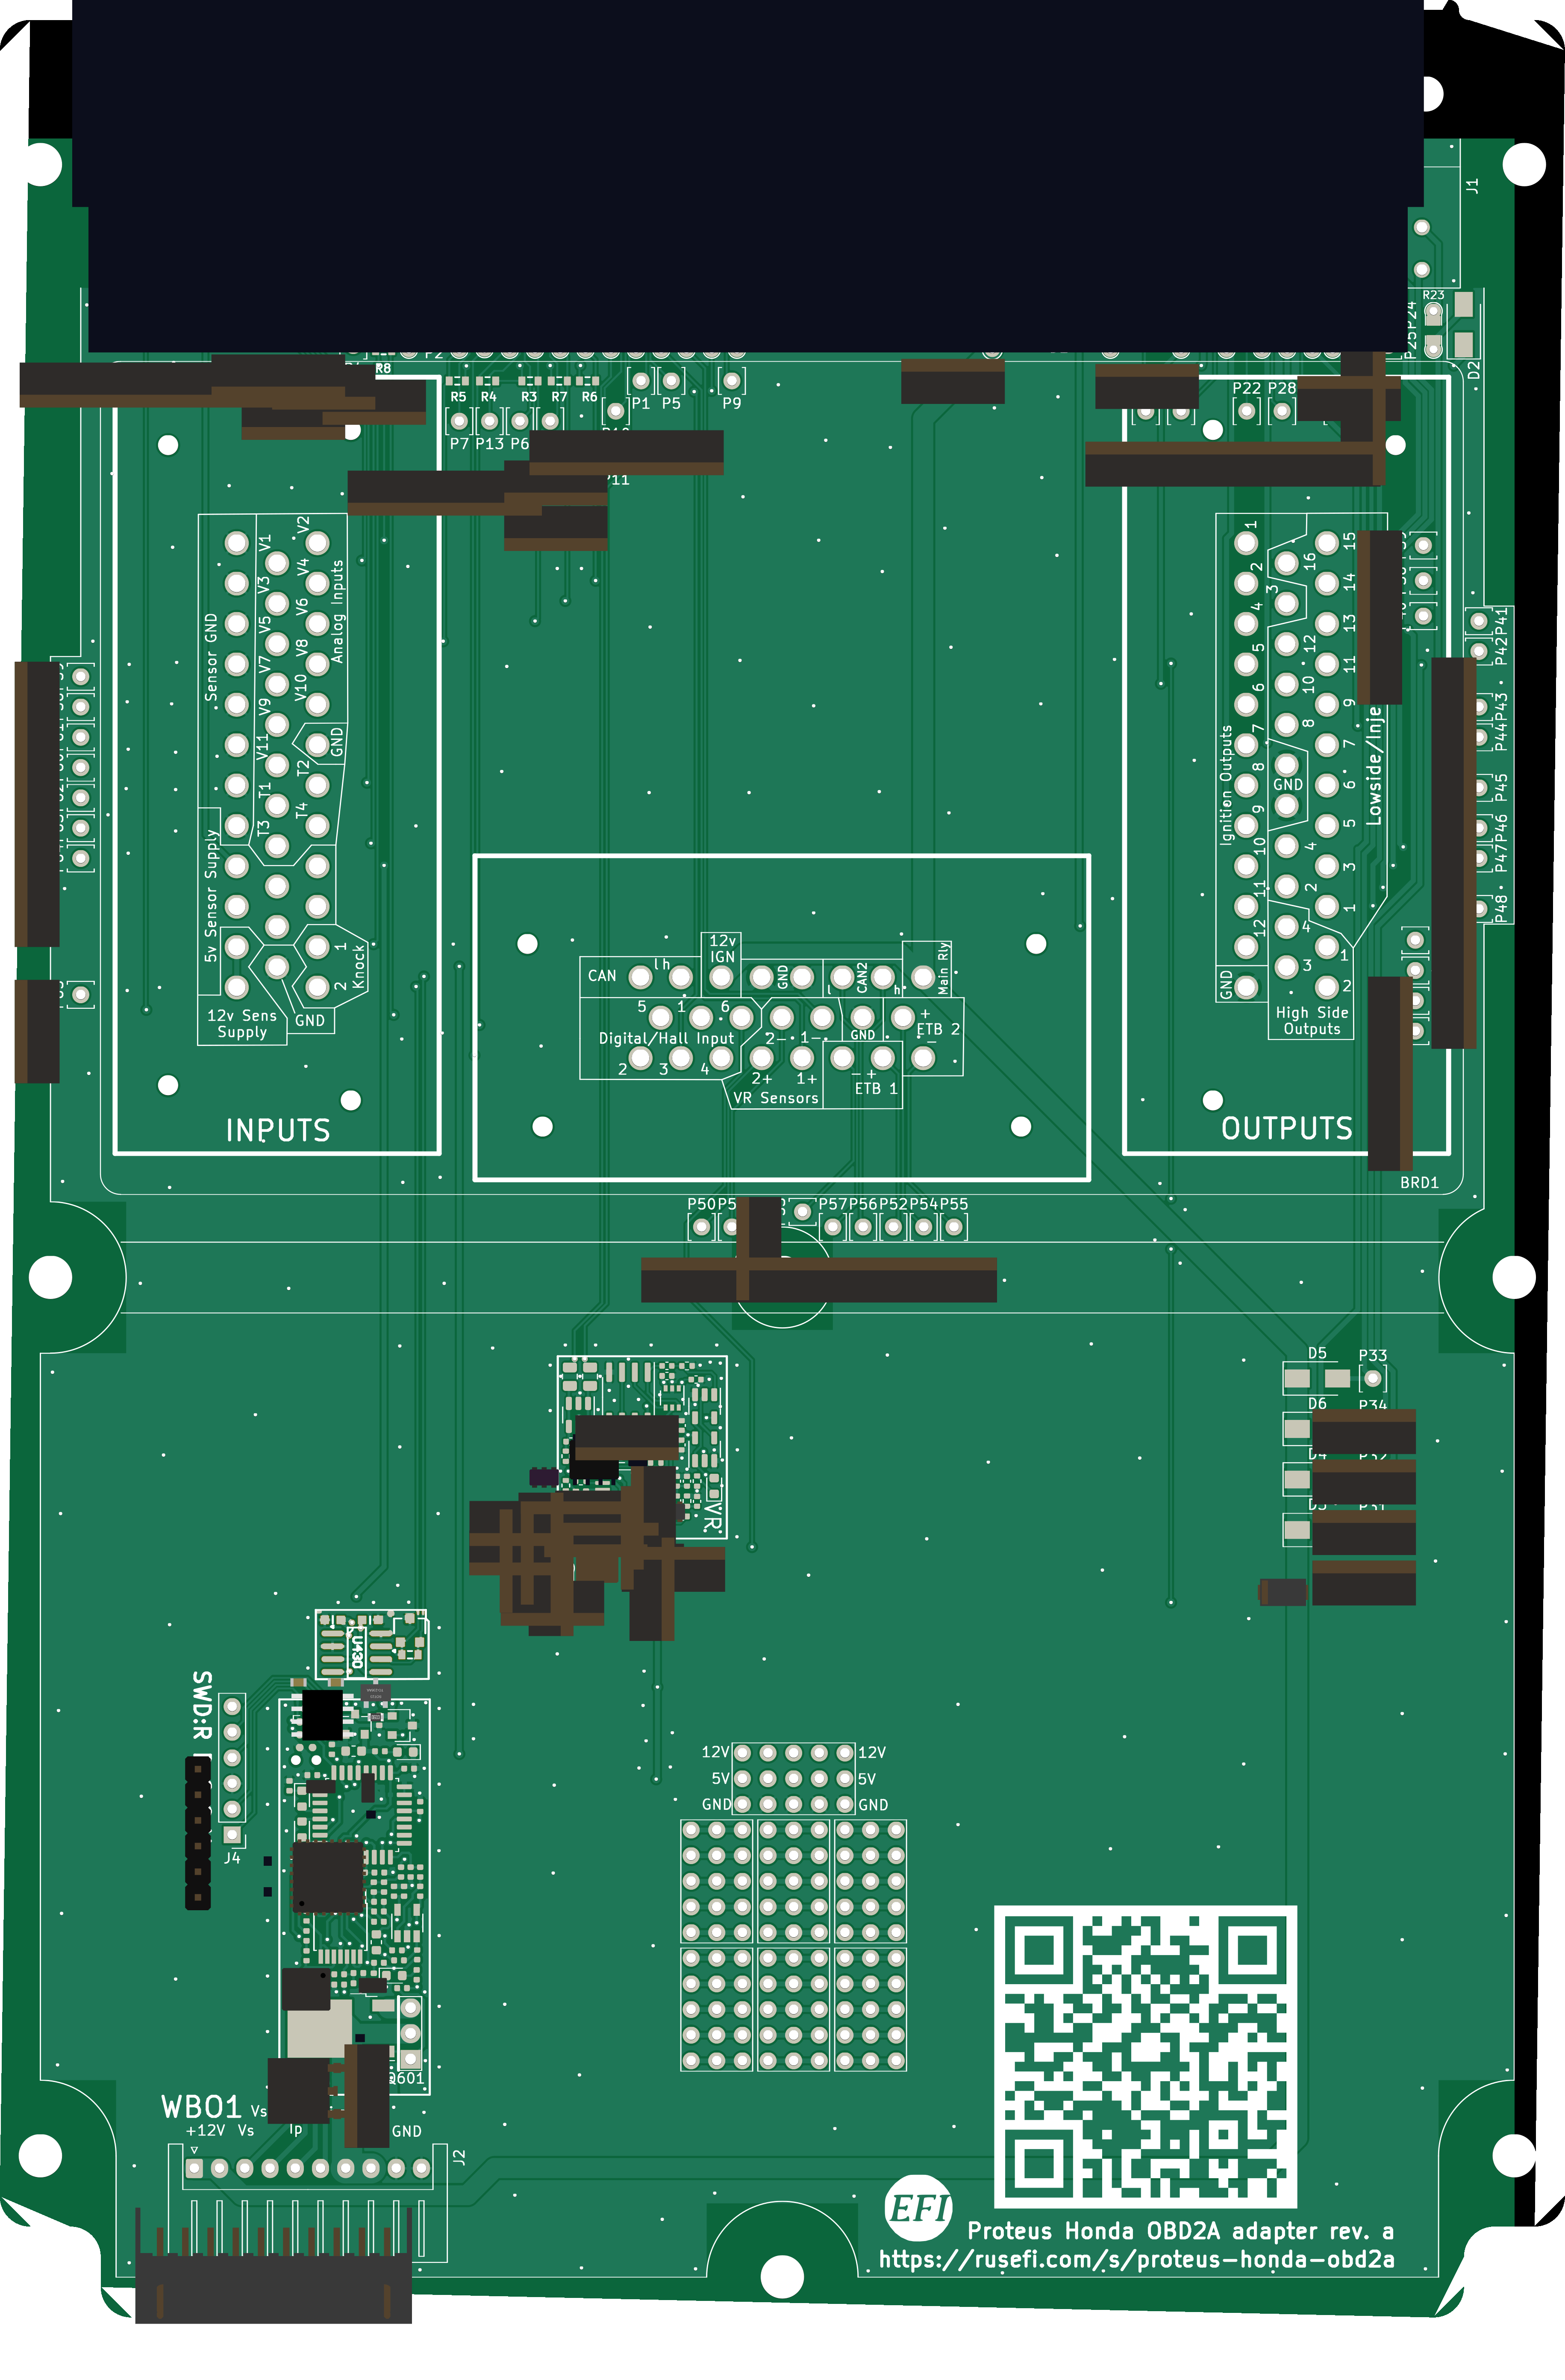 J1
R23
P25
P24
D2
P2
R8
R5
R4
R3
R7
R6
P1
P5
P9
P7
P13
P6
P11
P22
P28
V2
V1
V4
V3
V6
V5
V8
V7
V10
V9
V11
T2
T1
T4
T3
Sensor GND
Analog Inputs
GND
5v Sensor Supply
1
2
Knock
12v Sens
Supply
GND
INPUTS
1
2
3
4
5
6
7
8
9
10
11
12
GND
Ignition Outputs
16
15
14
13
12
11
10
9
8
7
GND
6
5
4
3
2
1
4
1
3
2
High Side
Outputs
OUTPUTS
BRD1
P41
P42
P43
P44
P45
P46
P47
P48
12v
IGN
CAN
l h
GND
CAN2
l
h
Main Rly
5
1
6
Digital/Hall Input
2
3
4
2-
1-
2+
1+
VR Sensors
GND
+
ETB 2
-
- +
ETB 1
P50
P57
P56
P52
P54
P55
D5
P33
D6
P34
VR
U430
SWD:R
J4
12V
12V
5V
5V
GND
GND
WBO1
Vs
+12V
Vs
Ip
GND
J2
EFI
Proteus Honda OBD2A adapter rev. a
https://rusefi.com/s/proteus-honda-obd2a